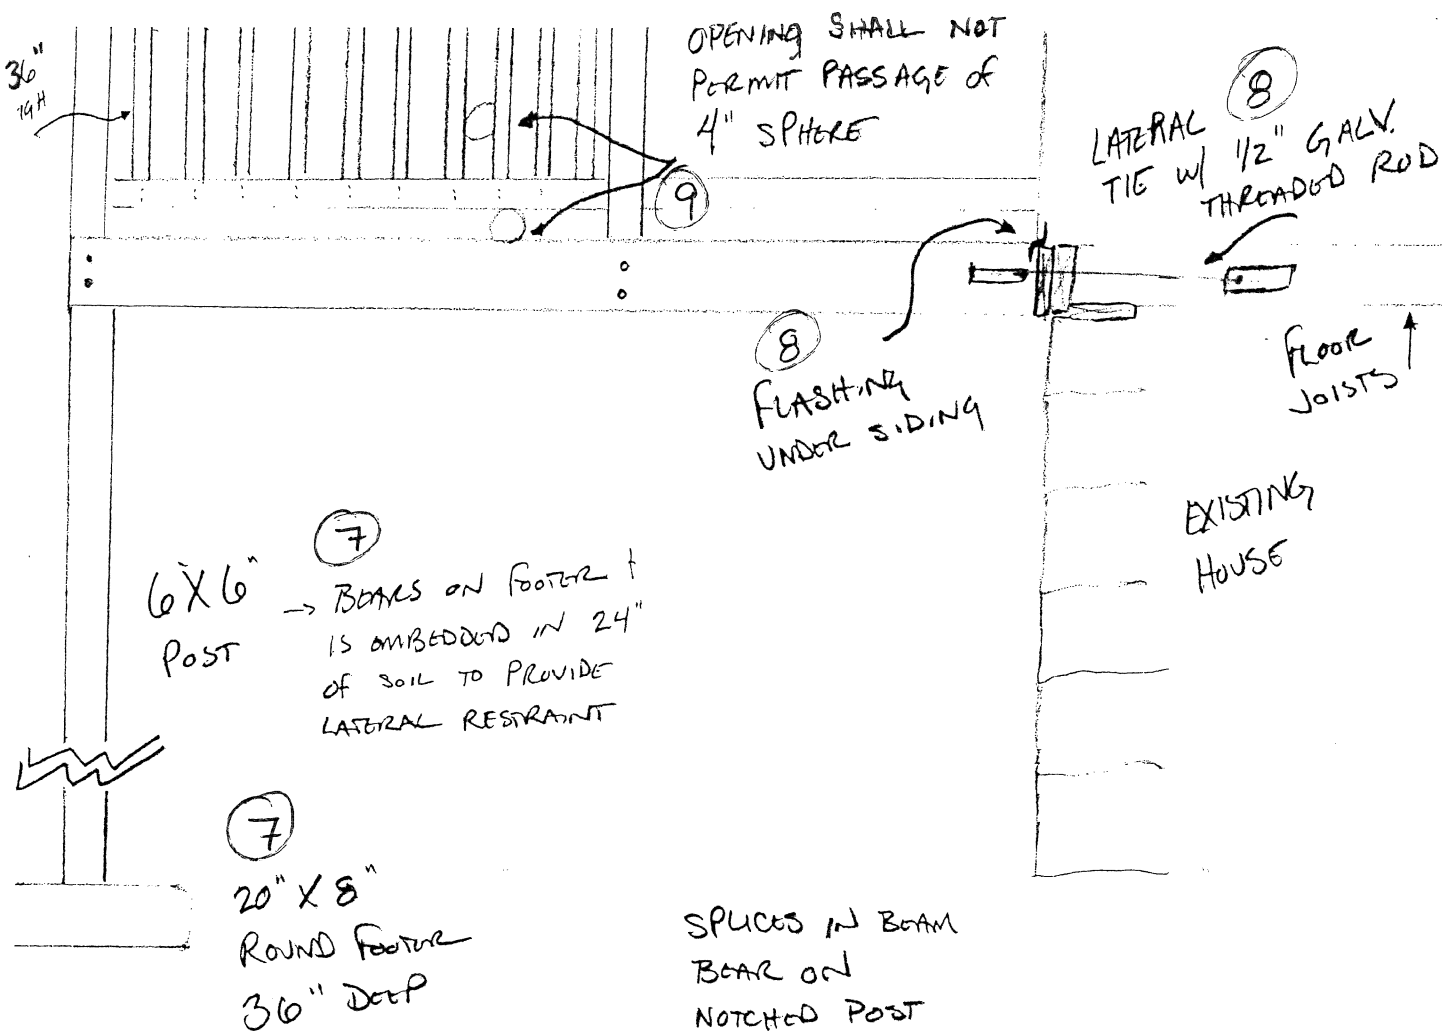 OPENING SHALL NOT
PERMIT PASSAGE of
4" SPHERE
36"
9
8
LATERAL
TIE w/ 1/2" GALV.
THREADED ROD
8
FLASHING
UNDER SIDING
FLOOR
JOISTS
EXISTING
HOUSE
6X6"
POST
7
→ BEARS ON FOOTER +
IS EMBEDDED IN 24"
of SOIL TO PROVIDE
LATERAL RESTRAINT
7
20" X 8"
ROUND FOOTER
36" DEEP
SPLICES IN BEAM
BEAR ON
NOTCHED POST